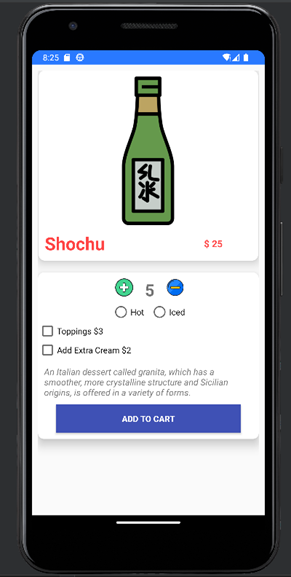 8:25
Shochu
$ 25
5
Hot
Iced
Toppings $3
Add Extra Cream $2
An Italian dessert called granita, which has a
smoother, more crystalline structure and Sicilian
origins, is offered in a variety of forms.
ADD TO CART